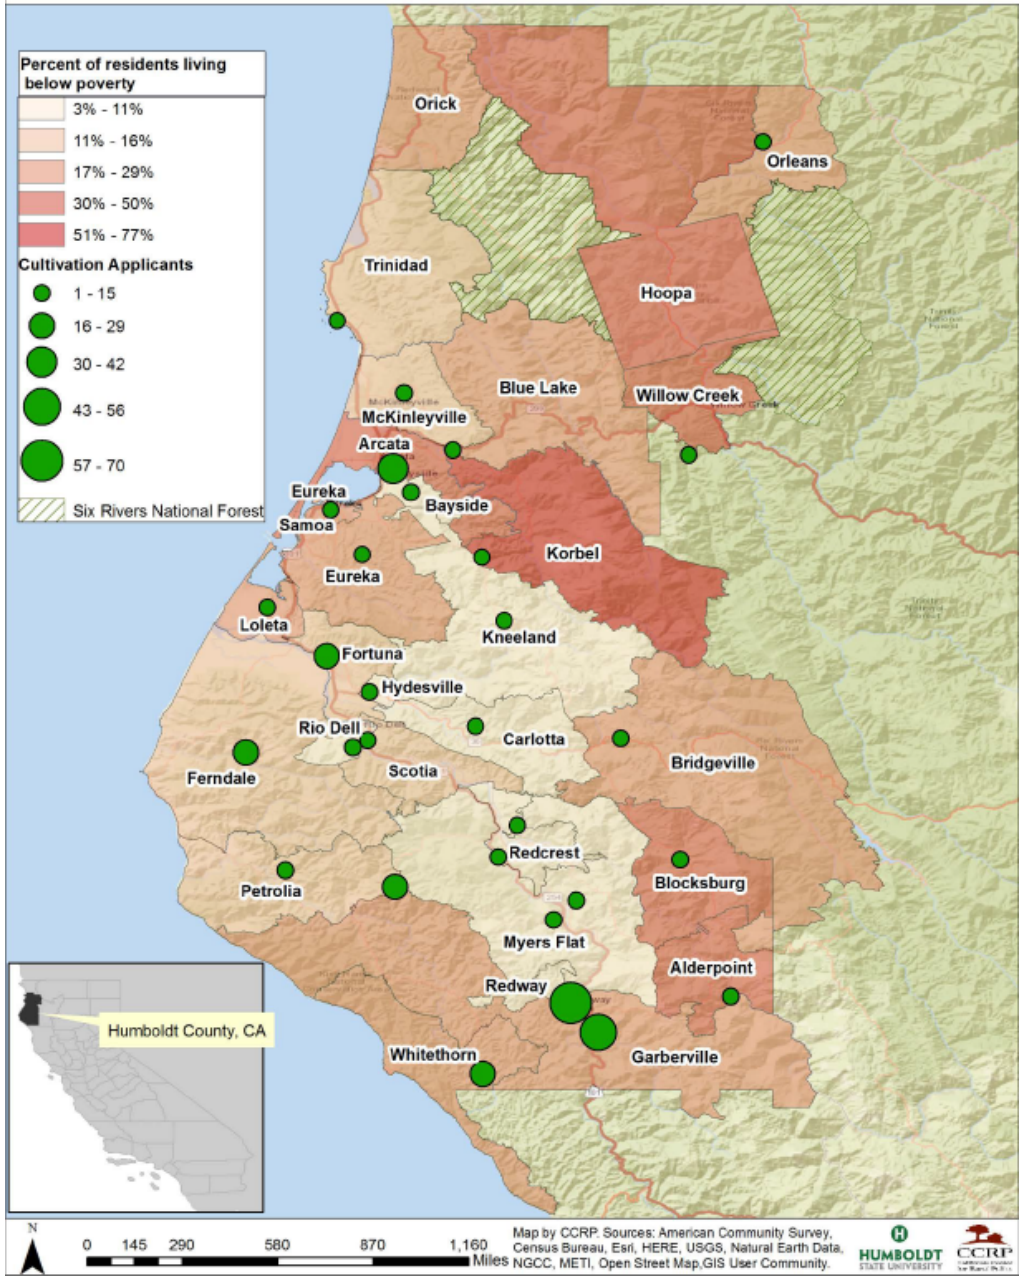 Percent of residents living
below poverty
3% - 11%
11% - 16%
17% - 29%
30% - 50%
51% - 77%
Cultivation Applicants
1 - 15
16 - 29
30 - 42
43 - 56
57 - 70
Six Rivers National Forest
Orick
Orleans
Trinidad
Hoopa
Blue Lake
Willow Creek
McKinleyville
McKinleyville
Arcata
Eureka
Bayside
Samoa
Korbel
Eureka
Loleta
Kneeland
Fortuna
Hydesville
Rio Dell
Carlotta
Bridgeville
Scotia
Ferndale
Redcrest
Petrolia
Blocksburg
Myers Flat
Alderpoint
Redway
Garberville
Whitethorn
Humboldt County, CA
N
0 145 290 580 870 1,160
Miles
Map by CCRP. Sources: American Community Survey,
Census Bureau, Esri, HERE, USGS, Natural Earth Data,
NGCC, METI, Open Street Map,GIS User Community.
H
HUMBOLDT
STATE UNIVERSITY
CCRP